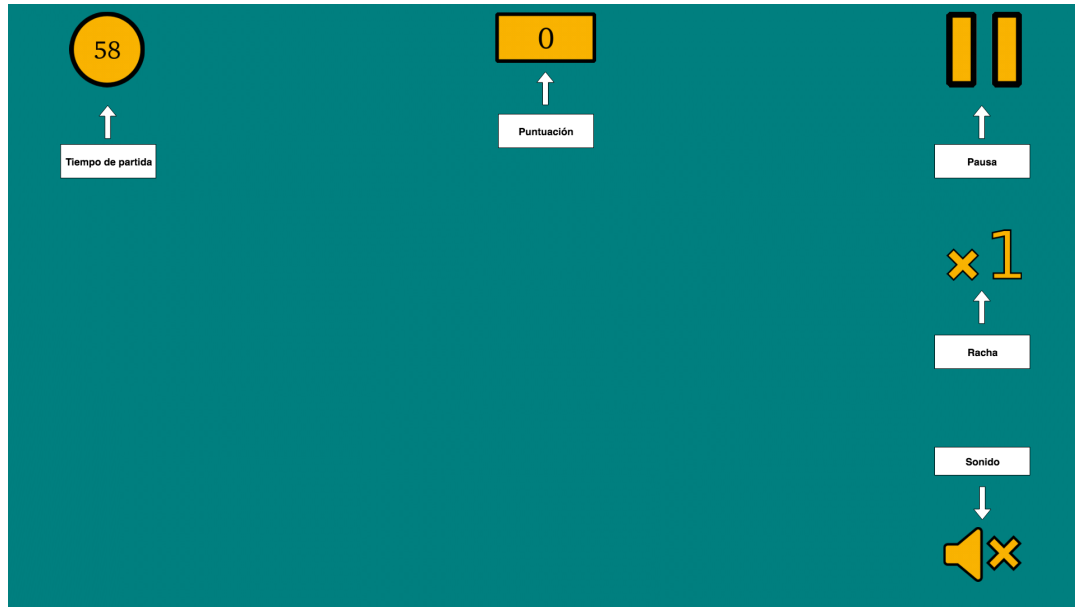 58
0
Puntuación
Tiempo de partida
Pausa
×1
Racha
Sonido